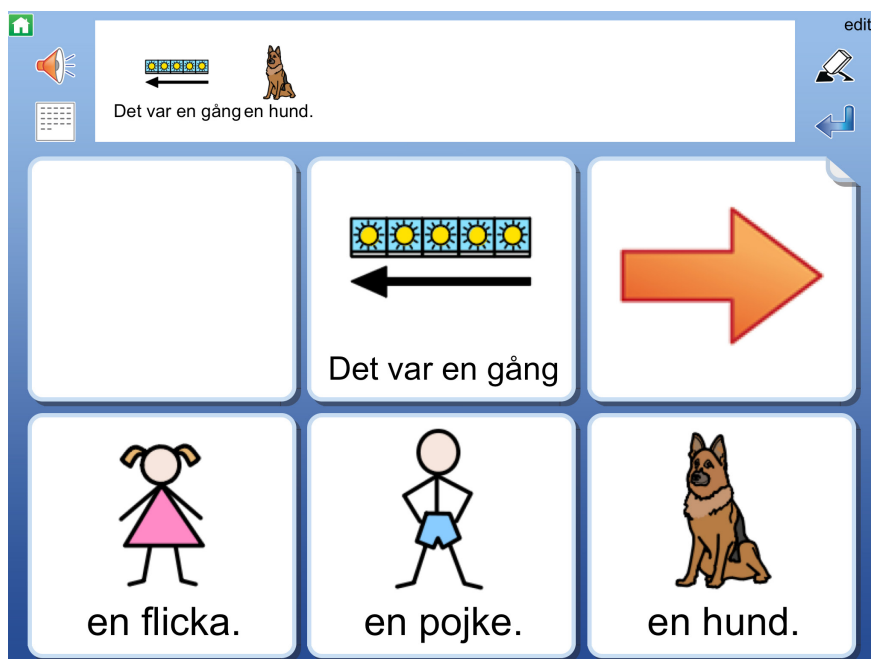 edit
Det var en gång en hund.
Det var en gång
en flicka.
en pojke.
en hund.